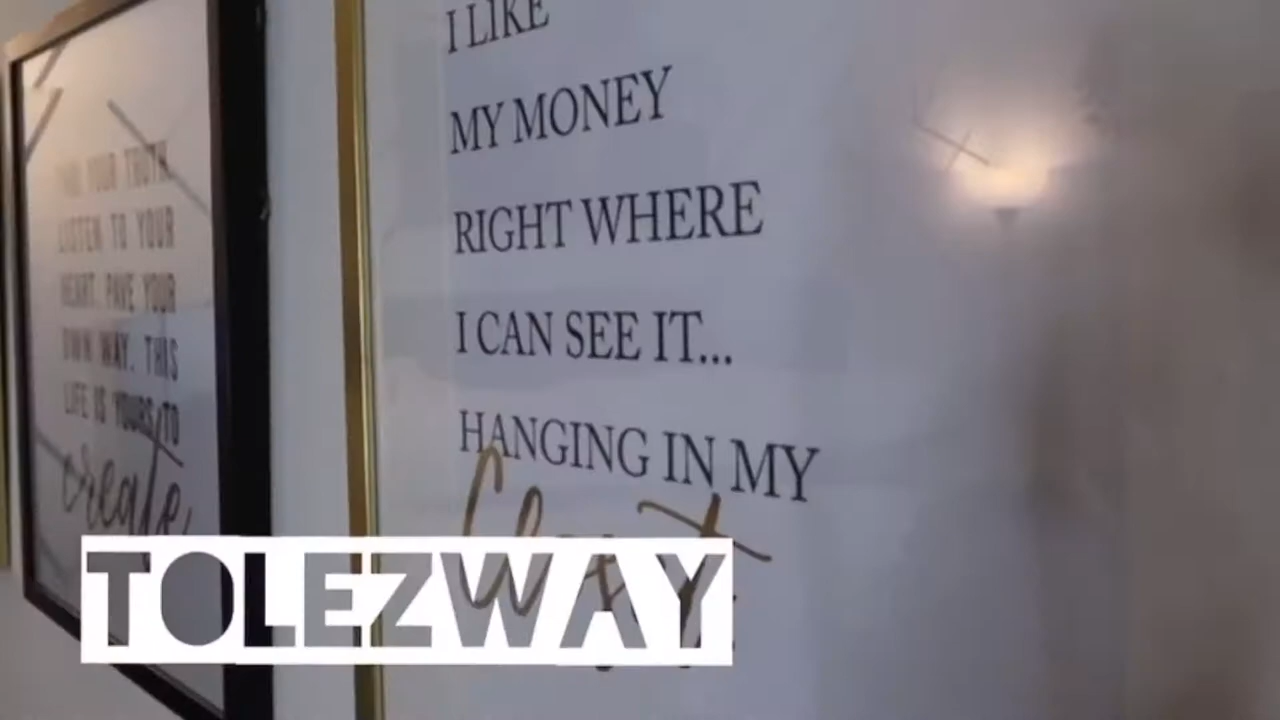 YOUR TRUTH
LISTEN TO YOUR
HEART. PAVE YOUR
OWN WAY. THIS
LIFE IS YOURS TO
create
I LIKE
MY MONEY
RIGHT WHERE
I CAN SEE IT...
HANGING IN MY
TOLEZWAY